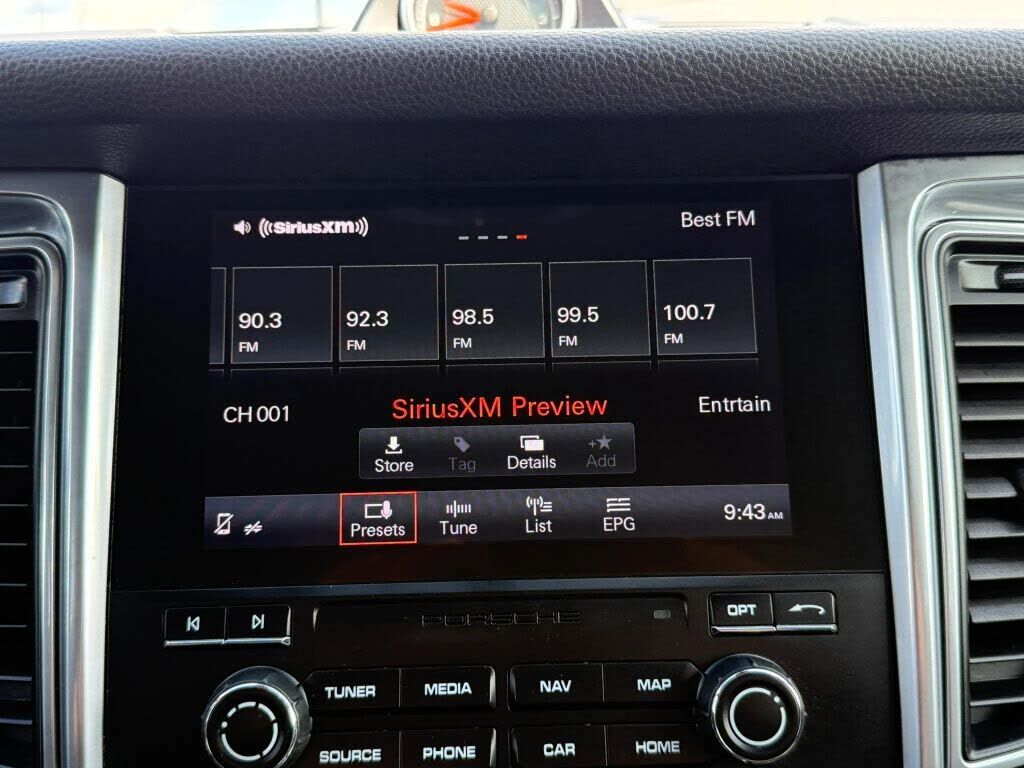 ((SiriusXM))
Best FM
90.3
FM
92.3
FM
98.5
FM
99.5
FM
100.7
FM
CH 001
SiriusXM Preview
Entrtain
Store
Tag
Details
Add
Presets
Tune
List
EPG
9:43 AM
PORSCHE
OPT
TUNER
MEDIA
NAV
MAP
SOURCE
PHONE
CAR
HOME